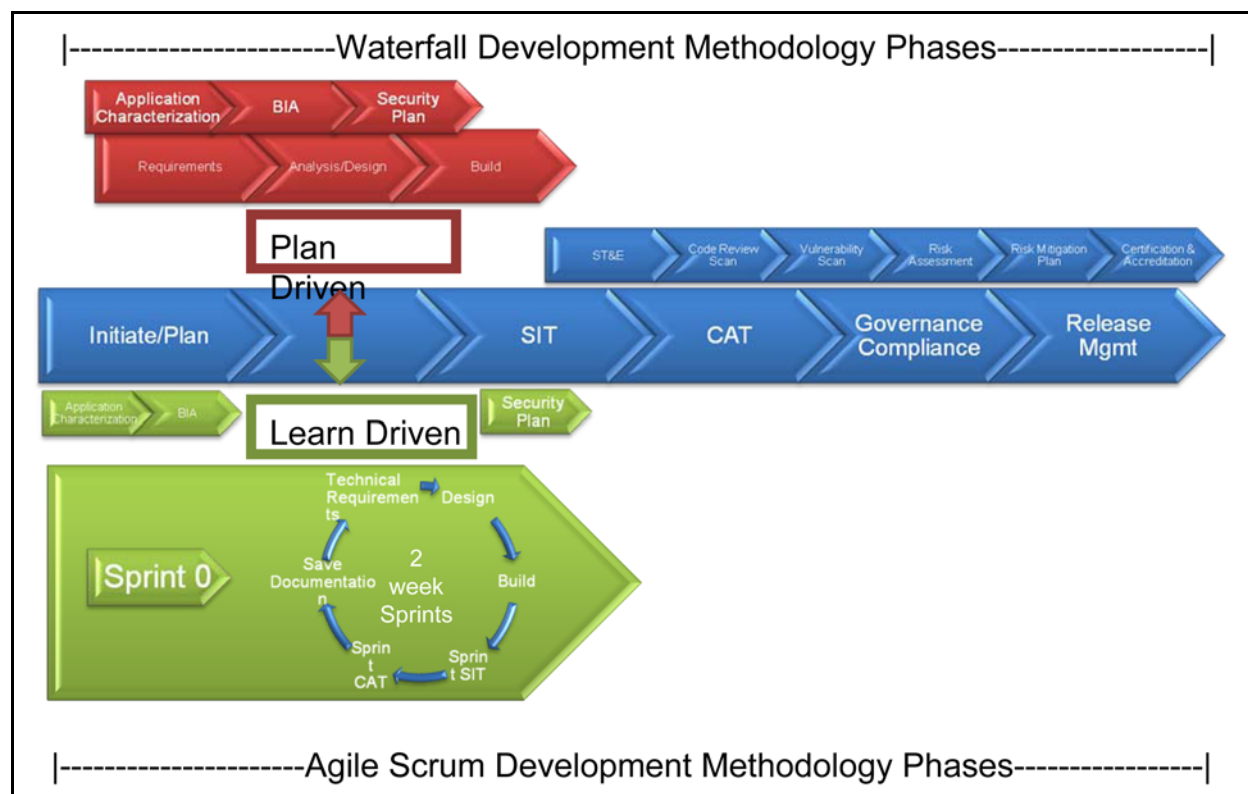 |-----------------------Waterfall Development Methodology Phases------------------|
Application
Characterization
BIA
Security
Plan
Requirements
Analysis/Design
Build
Plan
Driven
ST&E
Code Review
Scan
Vulnerability
Scan
Risk
Assessment
Risk Mitigation
Plan
Certification &
Accreditation
Initiate/Plan
SIT
CAT
Governance
Compliance
Release
Mgmt
Application
Characterization
BIA
Learn Driven
Security
Plan
Sprint 0
Technical
Requiremen
ts
Design
Build
Sprin
t SIT
Sprin
t
CAT
Save
Documentatio
n
2
week
Sprints
|---------------------Agile Scrum Development Methodology Phases----------------|